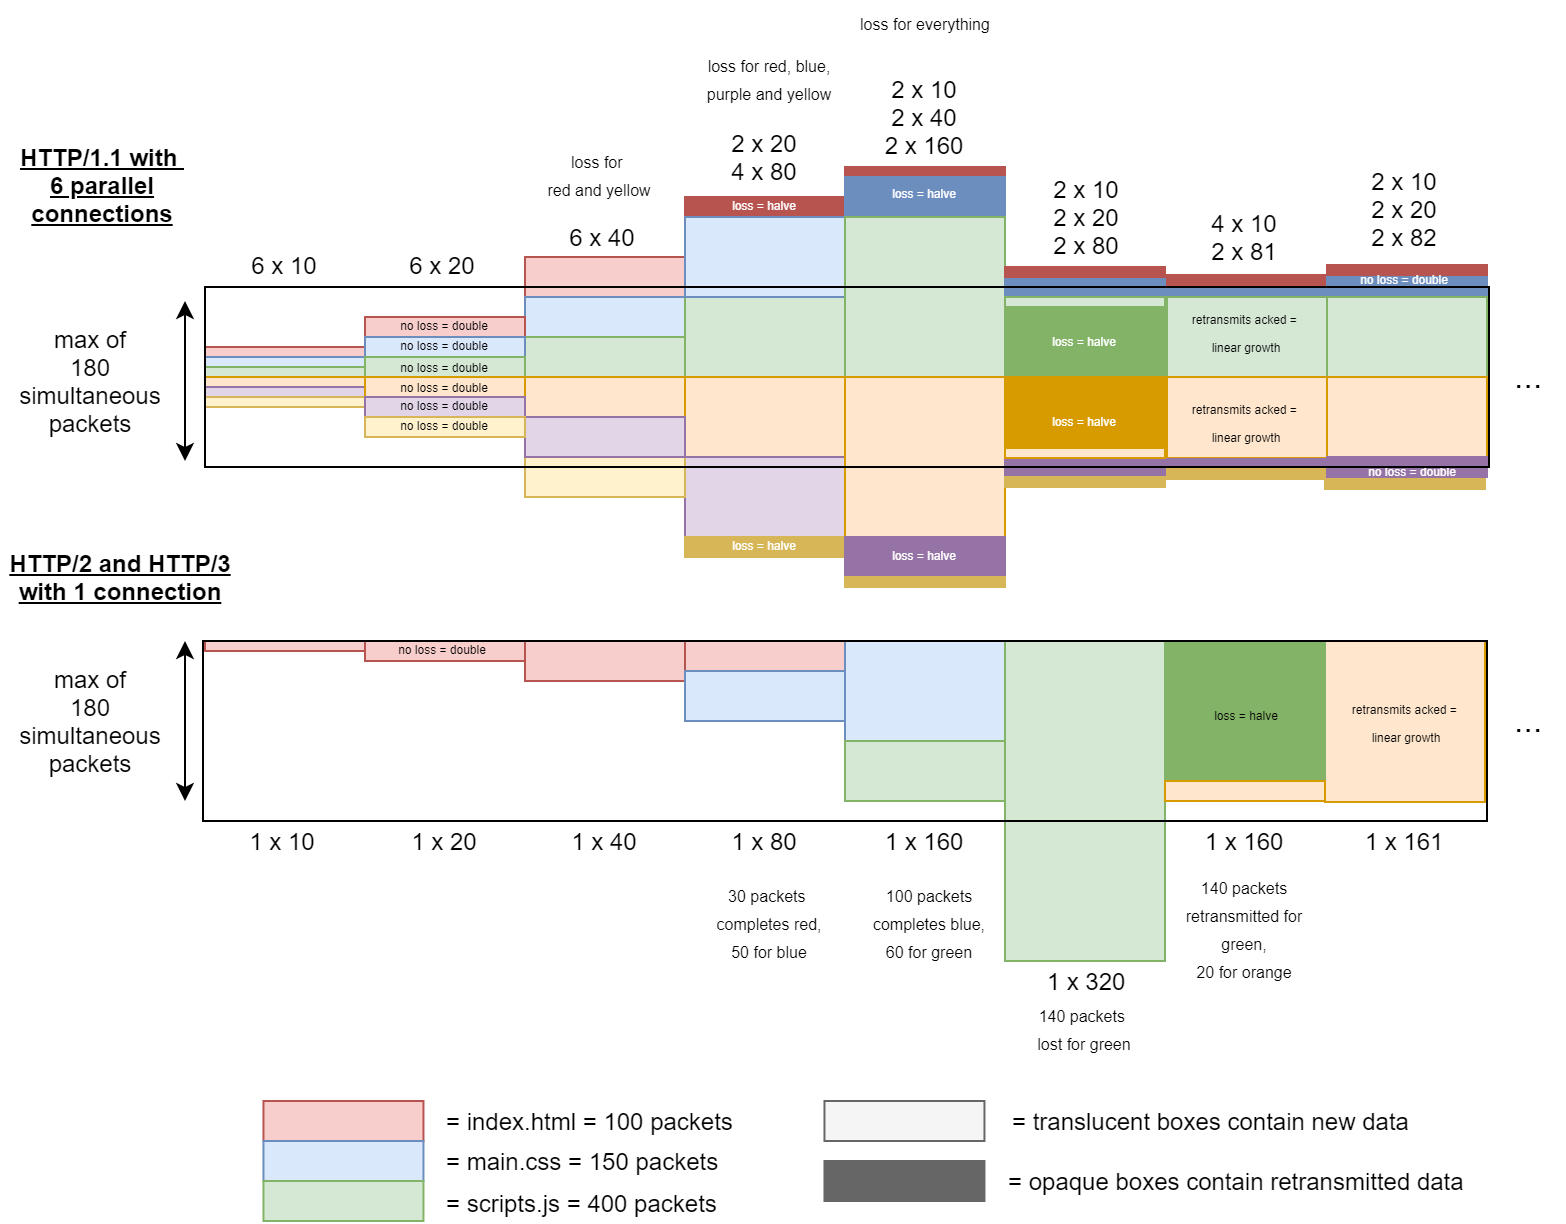 loss for everything
loss for red, blue,
purple and yellow
2 x 10
2 x 40
2 x 160
2 x 20
4 x 80
HTTP/1.1 with
6 parallel
connections
loss for
red and yellow
6 x 10
6 x 20
6 x 40
2 x 10
2 x 20
2 x 80
4 x 10
2 x 81
2 x 10
2 x 20
2 x 82
loss = halve
loss = halve
no loss = double
max of
180
simultaneous
packets
no loss = double
no loss = double
no loss = double
no loss = double
no loss = double
no loss = double
loss = halve
loss = halve
retransmits acked =
linear growth
retransmits acked =
linear growth
no loss = double
...
loss = halve
loss = halve
HTTP/2 and HTTP/3
with 1 connection
max of
180
simultaneous
packets
no loss = double
loss = halve
retransmits acked =
linear growth
...
1 x 10
1 x 20
1 x 40
1 x 80
1 x 160
1 x 160
1 x 161
30 packets
completes red,
50 for blue
100 packets
completes blue,
60 for green
140 packets
retransmitted for
green,
20 for orange
1 x 320
140 packets
lost for green
= index.html = 100 packets
= main.css = 150 packets
= scripts.js = 400 packets
= translucent boxes contain new data
= opaque boxes contain retransmitted data